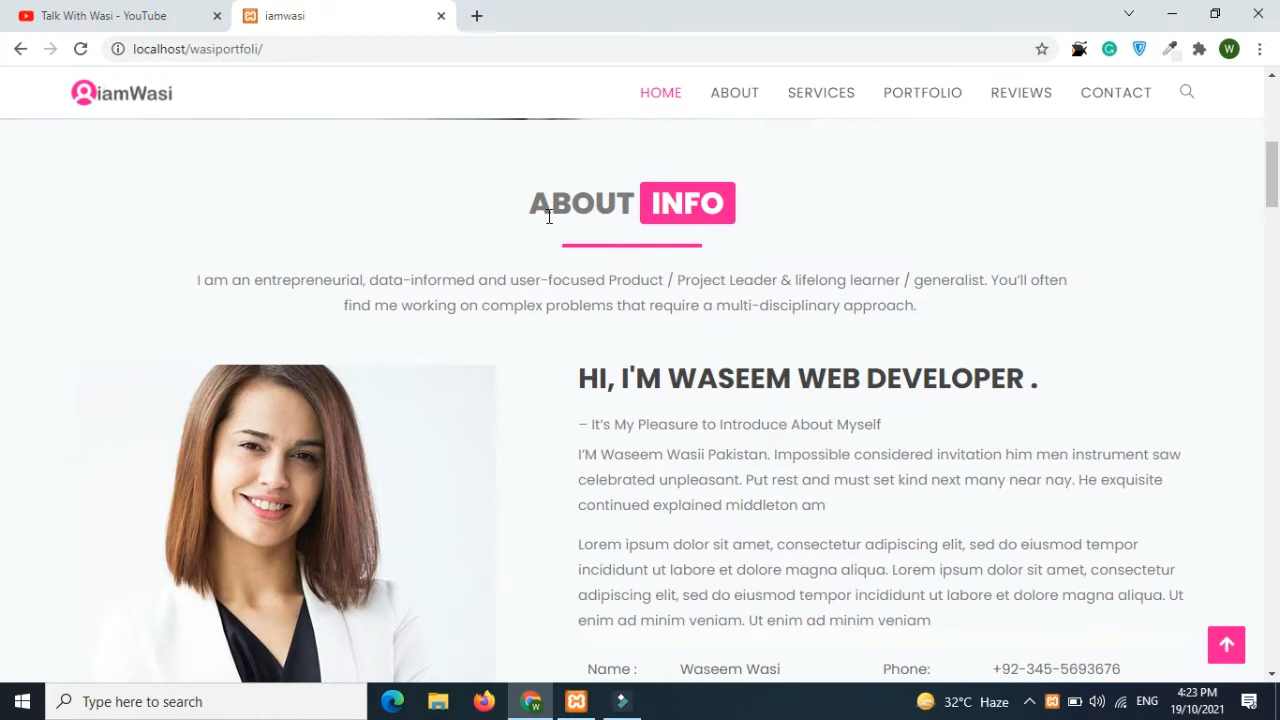 Talk With Wasi - YouTube
iamwasi
localhost/wasiportfoli/
W
iamWasi
HOME ABOUT SERVICES PORTFOLIO REVIEWS CONTACT
ABOUT INFO
I am an entrepreneurial, data-informed and user-focused Product / Project Leader & lifelong learner / generalist. You'll often
find me working on complex problems that require a multi-disciplinary approach.
HI, I'M WASEEM WEB DEVELOPER .
– It's My Pleasure to Introduce About Myself
I'M Waseem Wasii Pakistan. Impossible considered invitation him men instrument saw
celebrated unpleasant. Put rest and must set kind next many near nay. He exquisite
continued explained middleton am
Lorem ipsum dolor sit amet, consectetur adipiscing elit, sed do eiusmod tempor
incididunt ut labore et dolore magna aliqua. Lorem ipsum dolor sit amet, consectetur
adipiscing elit, sed do eiusmod tempor incididunt ut labore et dolore magna aliqua. Ut
enim ad minim veniam. Ut enim ad minim veniam
Name : Waseem Wasi Phone: +92-345-5693676
Type here to search
32°C Haze
ENG
4:23 PM
19/10/2021